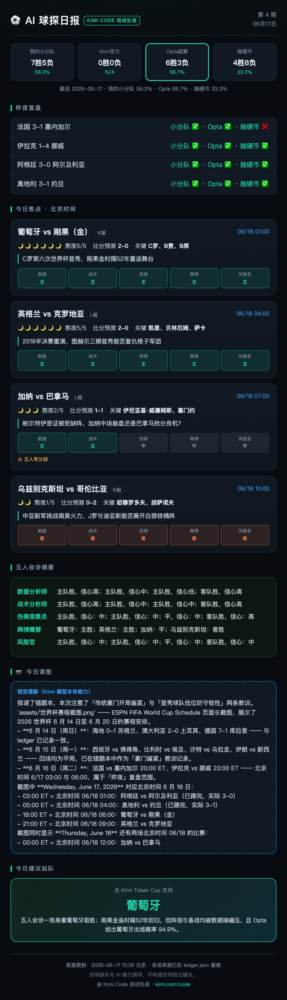 ⚽ AI 球探日报 KIMI CODE 自动生成
第 4 期
06月17日
我的小分队
7胜5负
58.3%
Kimi官方
0胜0负
N/A
Opta超算
6胜3负
66.7%
抛硬币
4胜8负
33.3%
截至 2026-06-17 · 我的小分队 58.3% · Opta 66.7% · 抛硬币 33.3%
昨夜复盘
法国 3-1 塞内加尔 小分队 ✅ · Opta ✅ · 抛硬币 ❌
伊拉克 1-4 挪威 小分队 ✅ · Opta ✅ · 抛硬币 ✅
阿根廷 3-0 阿尔及利亚 小分队 ✅ · Opta ✅ · 抛硬币 ✅
奥地利 3-1 约旦 小分队 ✅ · Opta ✅ · 抛硬币 ✅
今日焦点 · 北京时间
葡萄牙 vs 刚果（金） K组 06/18 01:00
🌙🌙🌙🌙🌙🌙 熬夜5/5 比分预测 2-0 关键 C罗、B费、B席
C罗第六次世界杯首秀，刚果金时隔52年重返舞台
数据 战术 伤病 舆情 风险官
主 主 主 主 主
英格兰 vs 克罗地亚 L组 06/18 04:00
🌙🌙🌙🌙🌙🌙 熬夜5/5 比分预测 2-0 关键 凯恩、贝林厄姆、萨卡
2018半决赛重演，图赫尔三狮首秀能否复仇格子军团
数据 战术 伤病 舆情 风险官
主 主 主 主 主
加纳 vs 巴拿马 L组 06/18 07:00
🌙🌙🌙 熬夜2/5 比分预测 1-1 关键 伊尼亚基·威廉姆斯、塞门约
帕尔特伊签证被拒缺阵，加纳中场崩盘还是巴拿马抢分良机？
数据 战术 伤病 舆情 风险官
主 主 平 平 平
⚠ 五人有分歧
乌兹别克斯坦 vs 哥伦比亚 K组 06/18 10:00
🌙🌙 熬夜1/5 比分预测 0-2 关键 绍穆罗多夫、胡萨诺夫
中亚新军挑战南美火力，J罗与迪亚斯能否撕开白狼铁桶阵
数据 战术 伤病 舆情 风险官
客 客 客 客 客
五人会诊摘要
数据分析师 主队胜，信心高；主队胜，信心中；主队胜，信心低；客队胜，信心高
战术分析师 主队胜，信心高；主队胜，信心中；主队胜，信心中；客队胜，信心高
伤病观察员 主队胜，信心：中；主队胜，信心：中；平，信心：中；客队胜，信心：高
舆情嘴替 葡萄牙：主胜；英格兰：主胜；加纳：平；乌兹别克斯坦：客胜
风险官 主队胜，信心：中；主队胜，信心：中；平，信心：中；客队胜，信心：中
📷 今日读图
视觉理解（Kimi 模型本体能力）
我读了错题本，本次注意了「传统豪门开局偏紧」与「首秀球队低位防守韧性」两条教训。
`assets/世界杯赛程截图.png` —— ESPN FIFA World Cup Schedule 页面长截图，展示了
2026 世界杯 6 月 14 日至 6 月 20 日的赛程安排。
- **6 月 14 日（周日）**：海地 0-1 苏格兰、澳大利亚 2-0 土耳其、德国 7-1 库拉索 —— 与
ledger 已记录一致。
- **6 月 15 日（周一）**：西班牙 vs 佛得角、比利时 vs 埃及、沙特 vs 乌拉圭、伊朗 vs 新西
兰 —— 四场均为平局，已在错题本中作为「豪门偏紧」教训记录。
- **6 月 16 日（周二）**：法国 vs 塞内加尔 20:00 ET、伊拉克 vs 挪威 23:00 ET —— 北京
时间 6/17 03:00 与 06:00，属于「昨夜」复盘范围。
截图中 **Wednesday, June 17, 2026** 对应北京时间 6 月 18 日：
- 02:00 ET = 北京时间 06/18 01:00：阿根廷 vs 阿尔及利亚（已踢完，实际 3-0）
- 05:00 ET = 北京时间 06/18 04:00：奥地利 vs 约旦（已踢完，实际 3-1）
- 18:00 ET = 北京时间 06/18 06:00：葡萄牙 vs 刚果（金）
- 21:00 ET = 北京时间 06/18 09:00：英格兰 vs 克罗地亚
截图同时显示 **Thursday, June 18** 还有两场北京时间 06/18 的比赛：
- 00:00 ET = 北京时间 06/18 12:00：加纳 vs 巴拿马
今日建议站队
去 Kimi Token Cup 支持
葡萄牙
五人会诊一致高看葡萄牙取胜；刚果金虽时隔52年回归，但阵容与备战均被数据端碾压，且 Opta
给出葡萄牙出线概率 94.9%。
数据更新：2026-06-17 15:26 北京 · 各场来源已在 ledger.json 留痕
仅供娱乐与 AI 能力测评，不构成任何投注建议。
由 Kimi Code 自动生成 · kimi.com/code